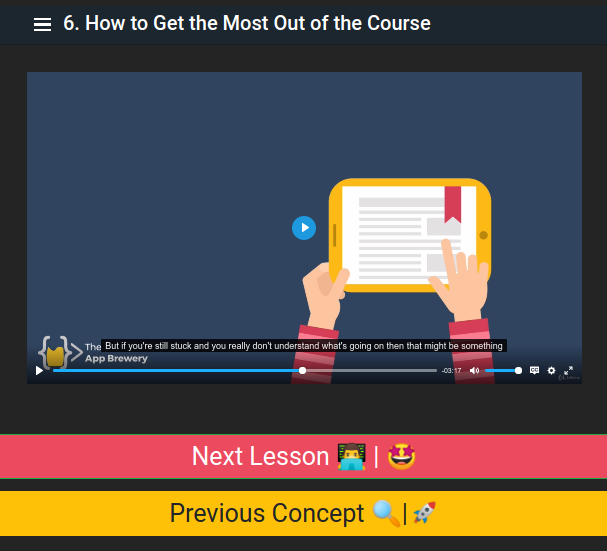 6. How to Get the Most Out of the Course
The
App Brewery
But if you're still stuck and you really don't understand what's going on then that might be something
-03:17
Next Lesson 👨‍💻 | 🤩
Previous Concept 🔍| 🚀